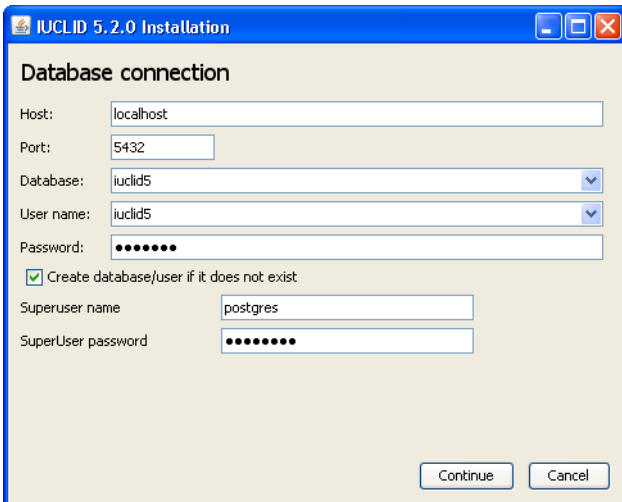 IUCLID 5.2.0 Installation
Database connection
Host: localhost
Port: 5432
Database: iuclid5
User name: iuclid5
Password: •••••••
Create database/user if it does not exist
Superuser name postgres
SuperUser password ••••••••
Continue Cancel